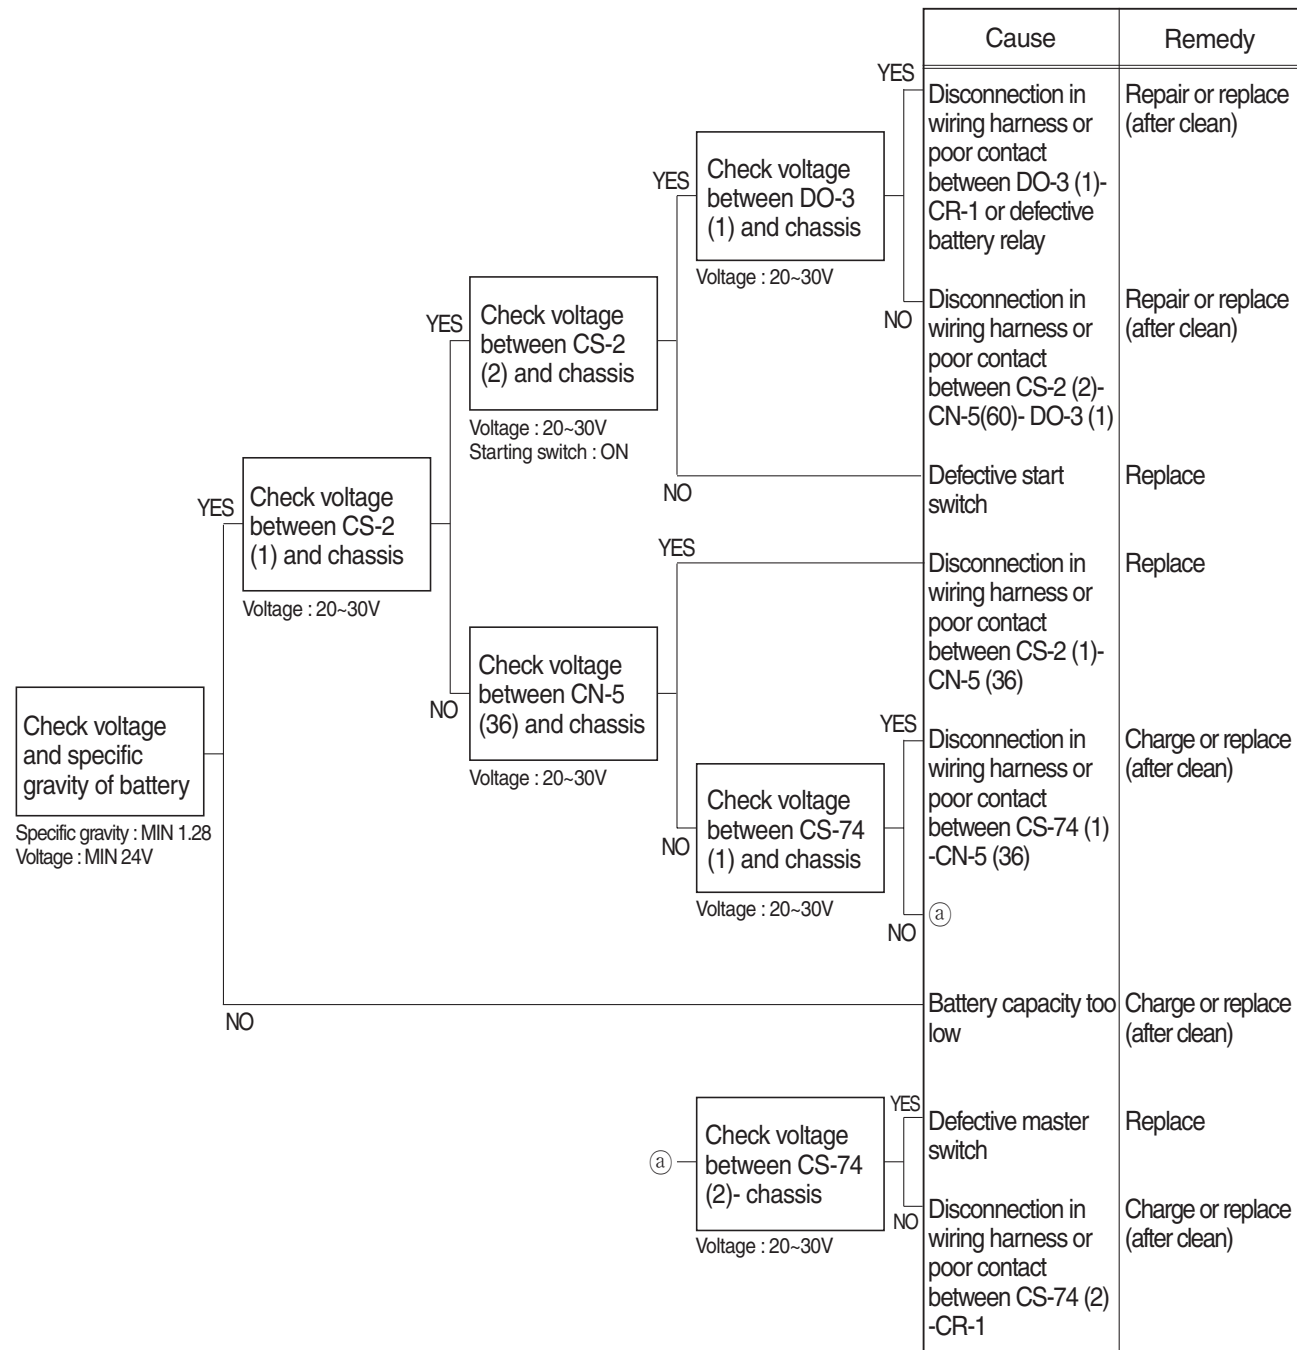 Cause
Remedy
YES
Disconnection in
wiring harness or
poor contact
between DO-3 (1)-
CR-1 or defective
battery relay
Repair or replace
(after clean)
YES
Check voltage
between DO-3
(1) and chassis
Voltage : 20~30V
NO
Disconnection in
wiring harness or
poor contact
between CS-2 (2)-
CN-5(60)- DO-3 (1)
Repair or replace
(after clean)
YES
Check voltage
between CS-2
(2) and chassis
Voltage : 20~30V
Starting switch : ON
NO
Defective start
switch
Replace
YES
Check voltage
between CS-2
(1) and chassis
Voltage : 20~30V
YES
Disconnection in
wiring harness or
poor contact
between CS-2 (1)-
CN-5 (36)
Replace
NO
Check voltage
between CN-5
(36) and chassis
Voltage : 20~30V
Check voltage
and specific
gravity of battery
Specific gravity : MIN 1.28
Voltage : MIN 24V
YES
Disconnection in
wiring harness or
poor contact
between CS-74 (1)
-CN-5 (36)
Charge or replace
(after clean)
NO
Check voltage
between CS-74
(1) and chassis
Voltage : 20~30V
NO
ⓐ
NO
Battery capacity too
low
Charge or replace
(after clean)
ⓐ
Check voltage
between CS-74
(2)- chassis
Voltage : 20~30V
YES
Defective master
switch
Replace
NO
Disconnection in
wiring harness or
poor contact
between CS-74 (2)
-CR-1
Charge or replace
(after clean)